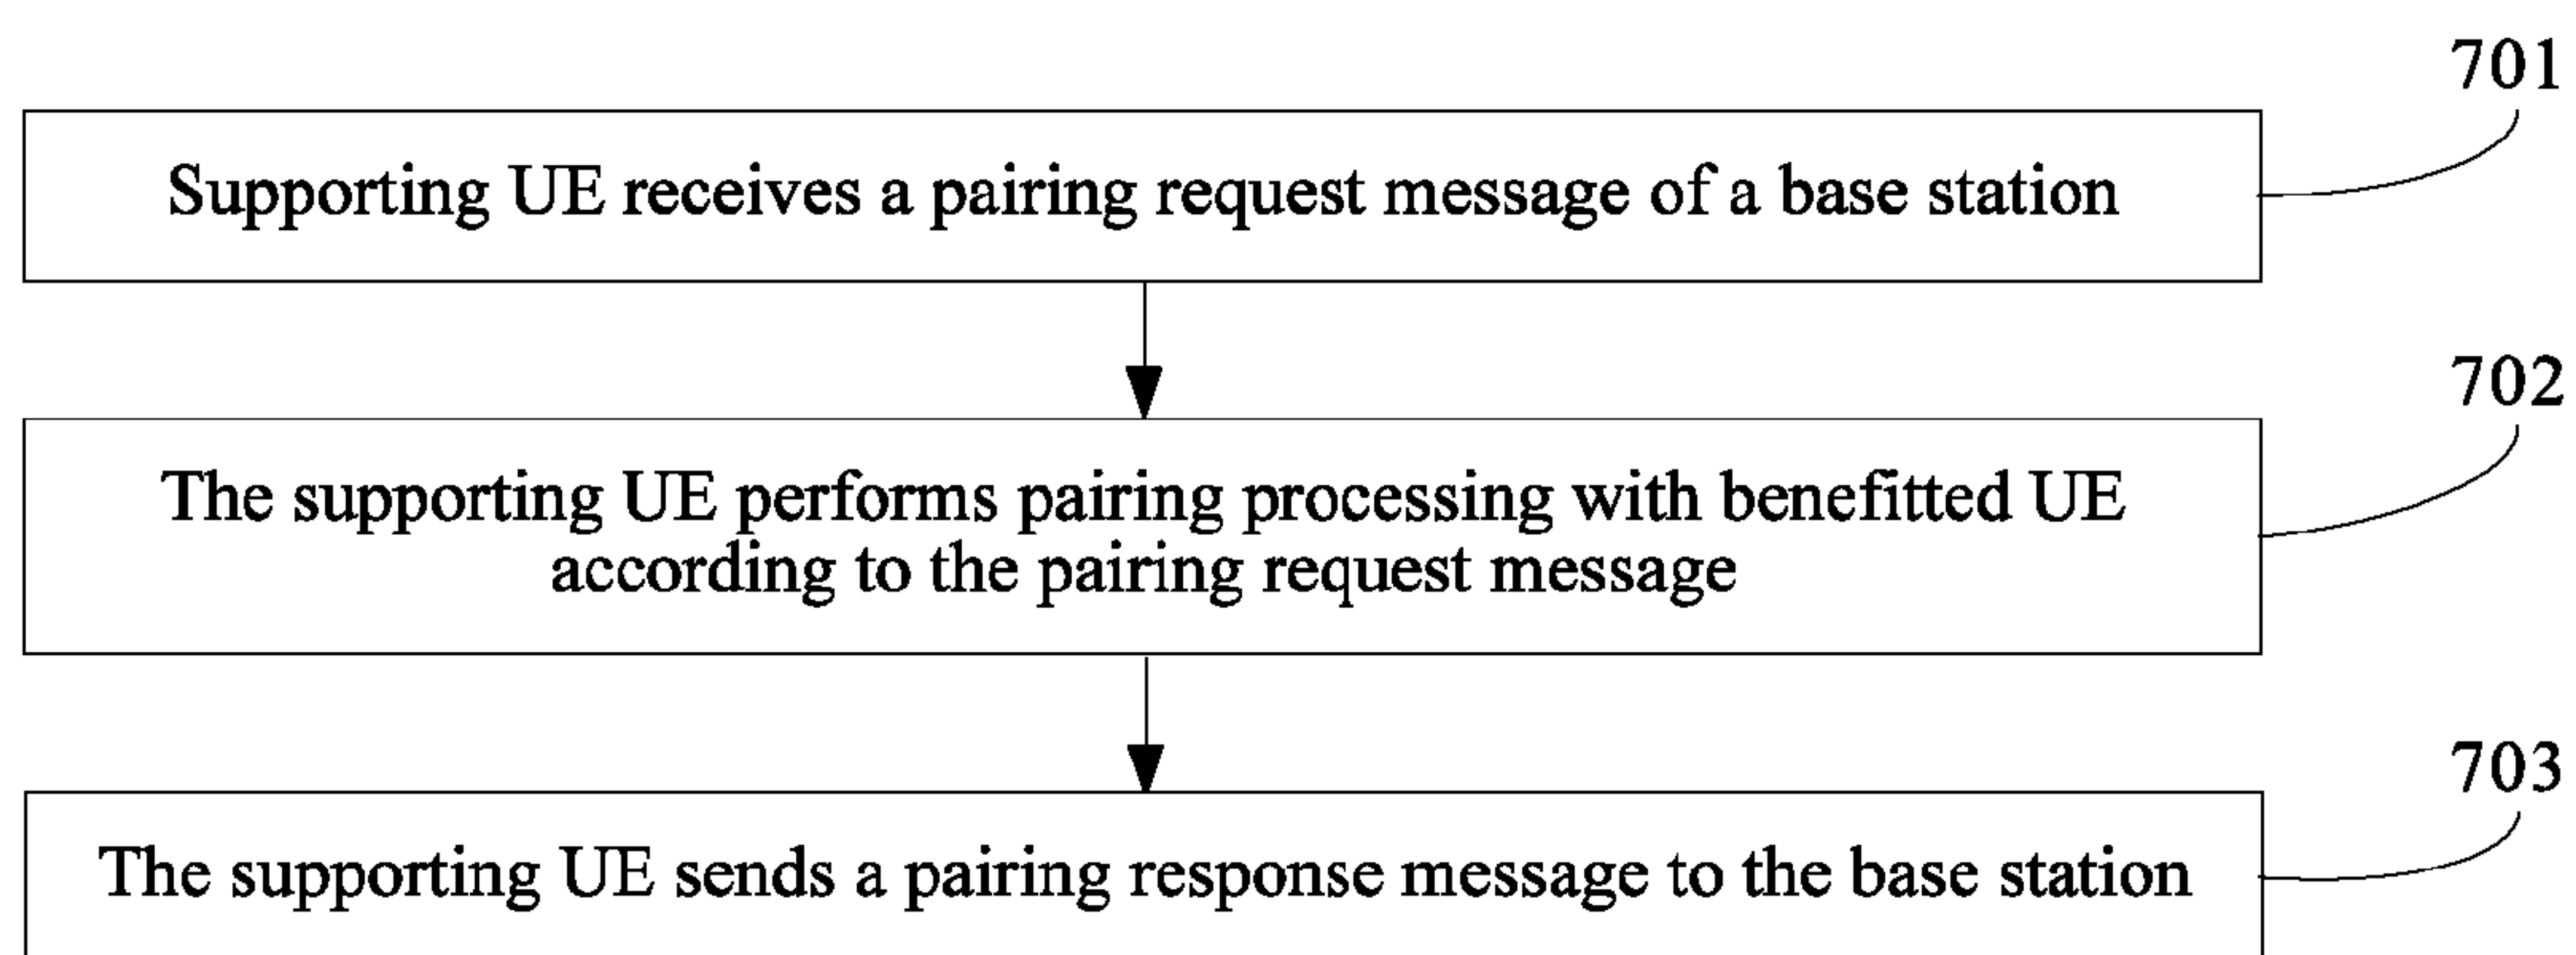 701
Supporting UE receives a pairing request message of a base station
702
The supporting UE performs pairing processing with benefitted UE
according to the pairing request message
703
The supporting UE sends a pairing response message to the base station